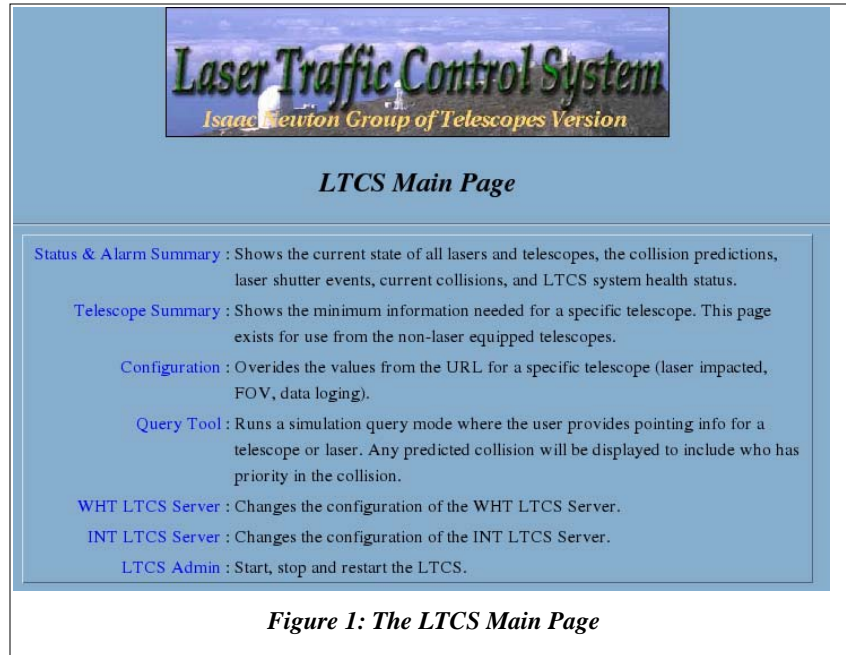 Laser Traffic Control System
Isaac Newton Group of Telescopes Version
LTCS Main Page
Status & Alarm Summary : Shows the current state of all lasers and telescopes, the collision predictions,
laser shutter events, current collisions, and LTCS system health status.
Telescope Summary : Shows the minimum information needed for a specific telescope. This page
exists for use from the non-laser equipped telescopes.
Configuration : Overides the values from the URL for a specific telescope (laser impacted,
FOV, data loging).
Query Tool : Runs a simulation query mode where the user provides pointing info for a
telescope or laser. Any predicted collision will be displayed to include who has
priority in the collision.
WHT LTCS Server : Changes the configuration of the WHT LTCS Server.
INT LTCS Server : Changes the configuration of the INT LTCS Server.
LTCS Admin : Start, stop and restart the LTCS.
Figure 1: The LTCS Main Page